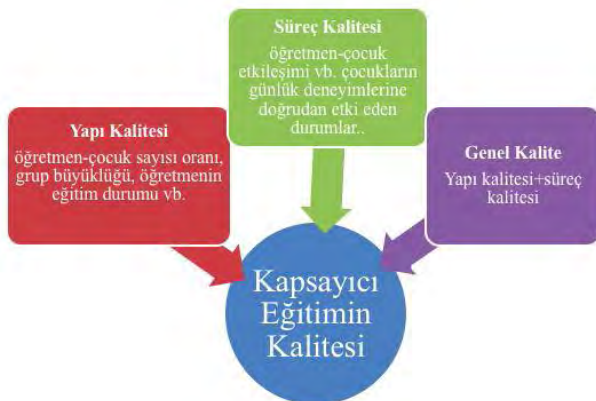 Süreç Kalitesi
öğretmen-çocuk
etkileşimi vb. çocukların
günlük deneyimlerine
doğrudan etki eden
durumlar..
Yapı Kalitesi
öğretmen-çocuk sayısı oranı,
grup büyüklüğü, öğretmenin
eğitim durumu vb.
Genel Kalite
Yapı kalitesi+süreç
kalitesi
Kapsayıcı
Eğitimin
Kalitesi